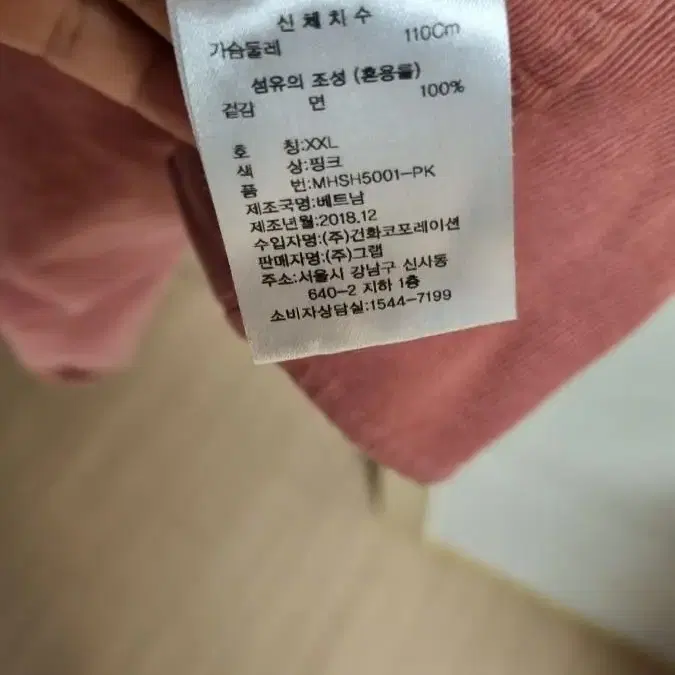 신체치수
가슴둘레 110Cm
섬유의 조성 (혼용률)
겉감 면 100%
호 칭:XXL
색 상:핑크
품 번:MHSH5001-PK
제조국명:베트남
제조년월:2018.12
수입자명:(주)건화코포레이션
판매자명:(주)그랩
주소:서울시 강남구 신사동
640-2 지하 1층
소비자상담실:1544-7199